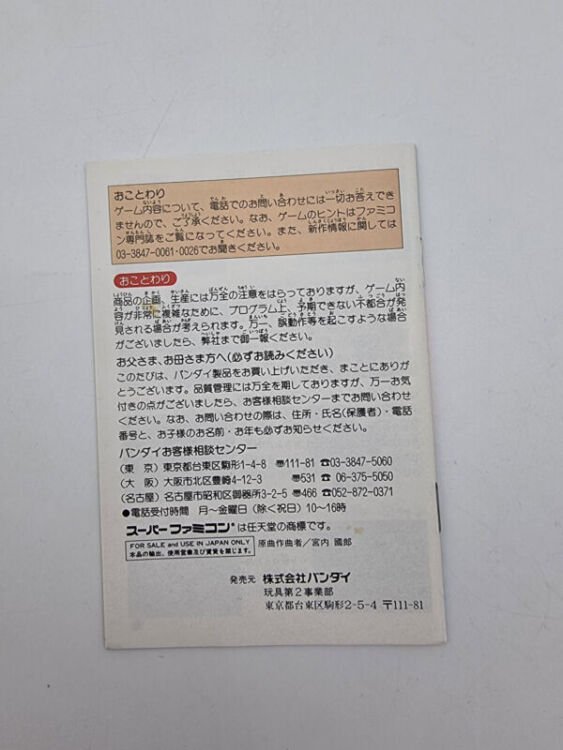 おことわり
ゲーム内容について、電話でのお問い合わせには一切お答えでき
ませんので、ご了承ください。なお、ゲームのヒントはファミコ
ン専門誌をご覧になってください。また、新作情報に関しては
03-3847-0061・0026でお聞きください。
おことわり
商品の企画、生産には万全の注意をはらっておりますが、ゲーム内
容が非常に複雑なために、プログラム上、予期できない不都合が発
見される場合が考えられます。万一、誤動作等を起こすような場合
がございましたら、弊社まで御一報ください。
お父さま、お母さま方へ(必ずお読みください)
このたびは、バンダイ製品をお買い上げいただき、まことにありが
とうございます。品質管理には万全を期しておりますが、万一お気
付きの点がございましたら、お客様相談センターまでお問い合わせ
ください。なお、お問い合わせの際は、住所・氏名(保護者)・電話
番号と、お子様のお名前・お年も必ずお知らせください。
バンダイお客様相談センター
(東　京) 東京都台東区駒形1-4-8 〠111-81 ☎03-3847-5060
(大　阪) 大阪市北区豊崎4-12-3 〠531 ☎06-375-5050
(名古屋) 名古屋市昭和区御器所3-2-5 〠466 ☎052-872-0371
●電話受付時間　月〜金曜日(除く祝日)10〜16時
スーパーファミコン®は任天堂の商標です。
FOR SALE and USE IN JAPAN ONLY
本品の輸出、使用営業及び賃貸を禁じます。
原曲作曲者/宮内 國郎
発売元 株式会社バンダイ
玩具第2事業部
東京都台東区駒形2-5-4 〒111-81